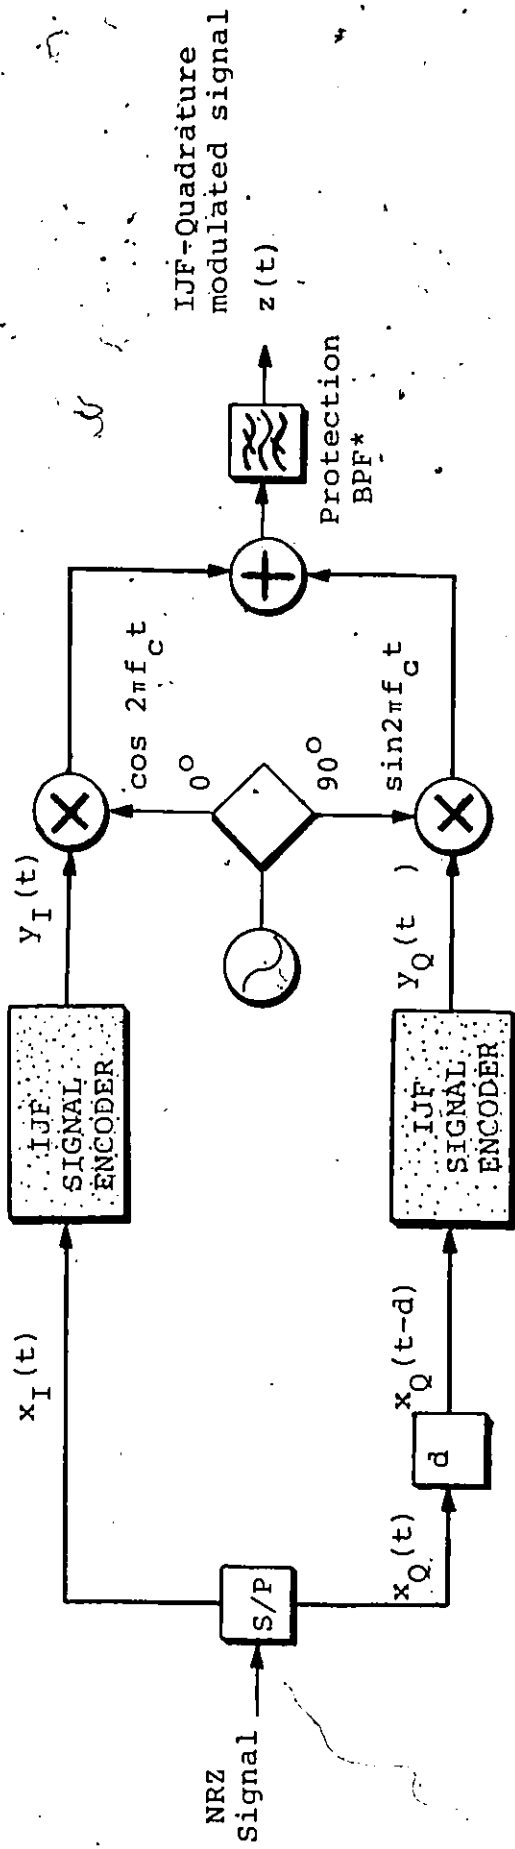 NRZ
Signal
S/P
x_I(t)
x_Q(t)
d
x_Q(t-d)
IJF
SIGNAL
ENCODER
IJF
SIGNAL
ENCODER
y_I(t)
y_Q(t )
cos 2πf_c t
0°
90°
sin2πf_c t
Protection
BPF*
IJF-Quadrature
modulated signal
z(t)